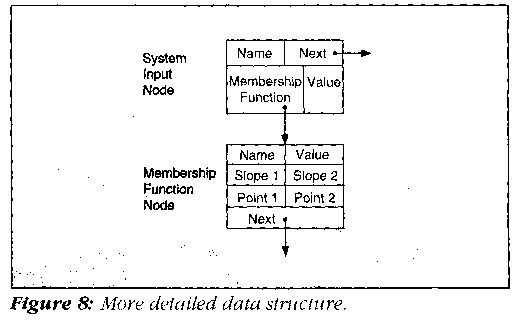 System
Input
Node
Name Next
Membership
Function
Value
Membership
Function
Node
Name Value
Slope 1 Slope 2
Point 1 Point 2
Next
Figure 8: More detailed data structure.